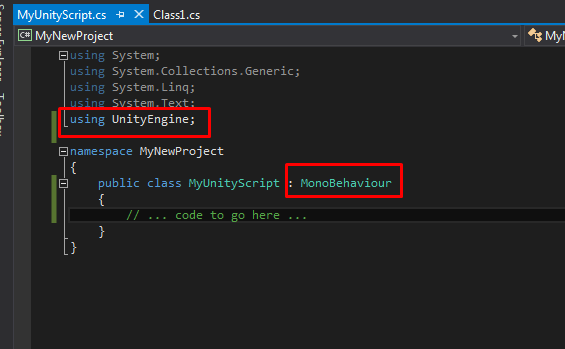 MyUnityScript.cs Class1.cs
MyNewProject MyN
using System;
using System.Collections.Generic;
using System.Linq;
using System.Text;
using UnityEngine;
namespace MyNewProject
{
public class MyUnityScript : MonoBehaviour
{
// ... code to go here ...
}
}